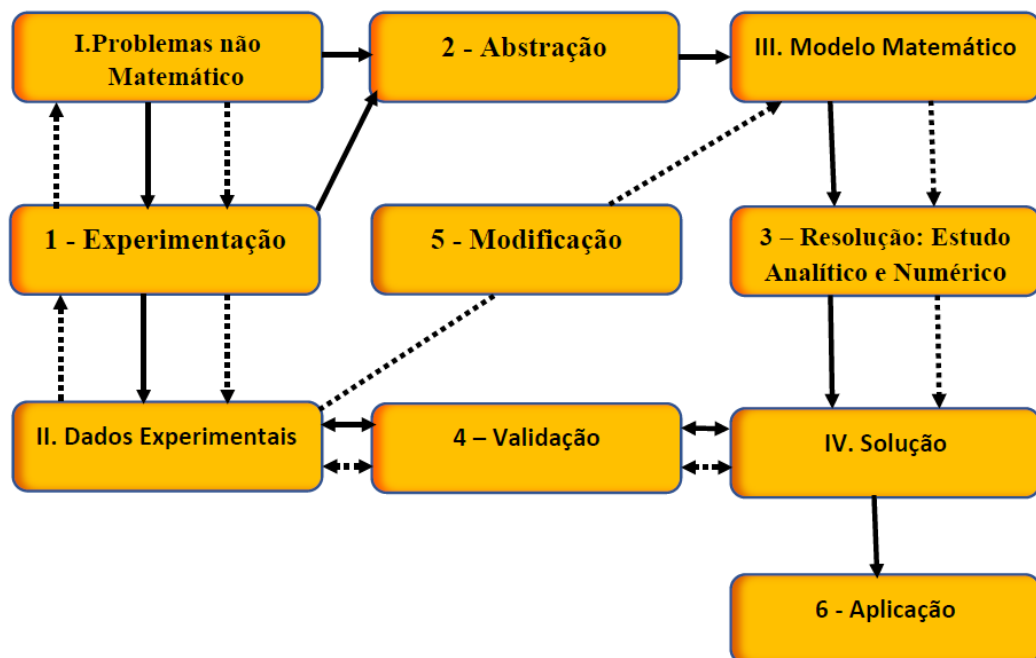 I.Problemas não
Matemático
2 - Abstração
III. Modelo Matemático
1 - Experimentação
5 - Modificação
3 – Resolução: Estudo
Analítico e Numérico
II. Dados Experimentais
4 – Validação
IV. Solução
6 - Aplicação